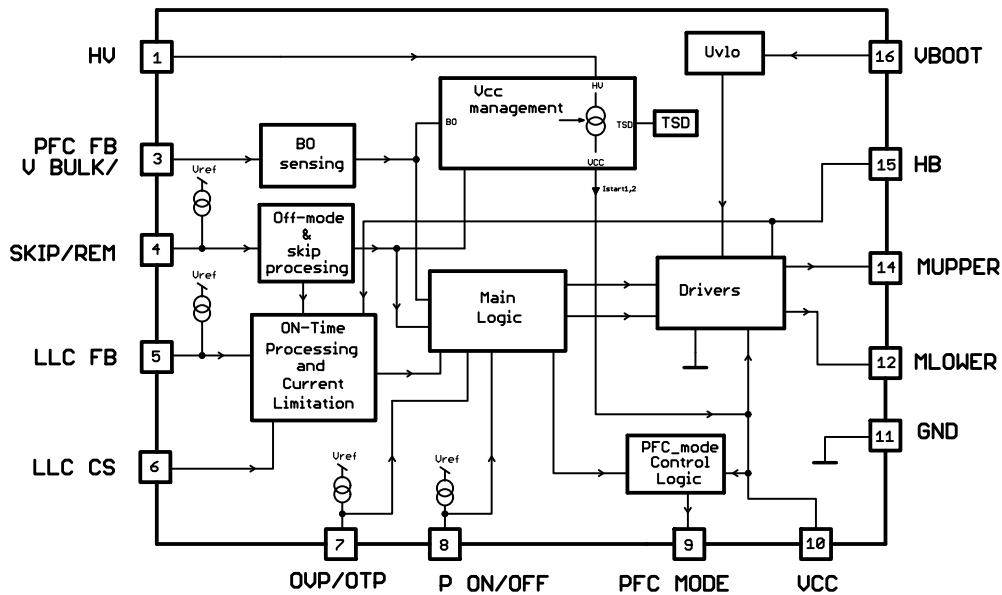 HV
1
Uvlo
16
VBOOT
HV
Vcc
management
BO
TSD
TSD
VCC
PFC FB
V BULK/
3
BO
sensing
15
HB
Vref
Istart1,2
SKIP/REM
4
Off-mode
&
skip
procesing
14
MUPPER
Vref
Main
Logic
Drivers
LLC FB
5
ON-Time
Processing
and
Current
Limitation
12
MLOWER
11
GND
LLC CS
6
Vref
Vref
PFC_mode
Control
Logic
7
8
9
10
OVP/OTP
P ON/OFF
PFC MODE
VCC